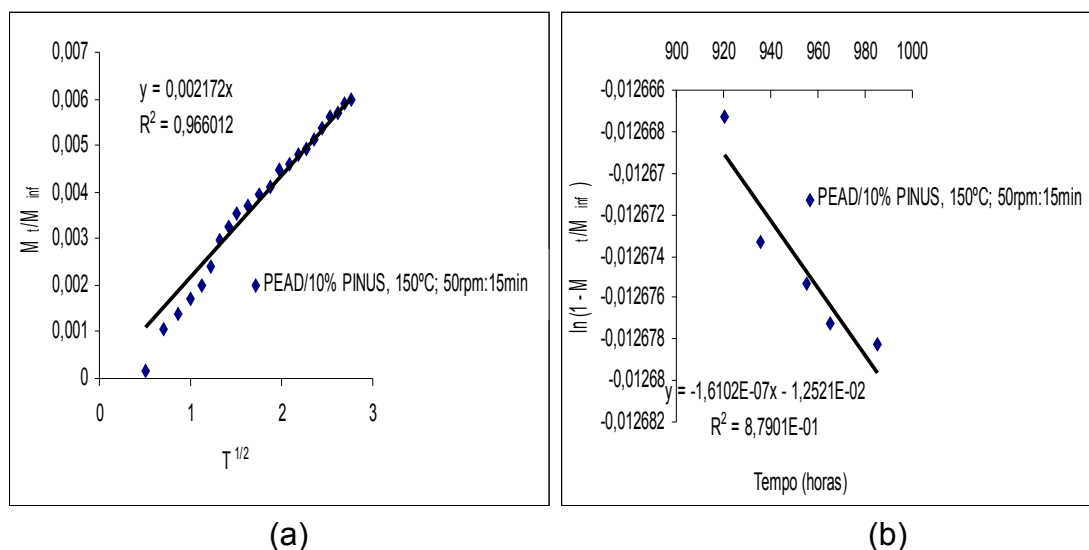 0,007
0,006
0,005
0,004
0,003
0,002
0,001
0
y = 0,002172x
R² = 0,966012
M t/M inf
PEAD/10% PINUS, 150ºC; 50rpm:15min
0 1 2 3
T 1/2
(a)
900 920 940 960 980 1000
-0,012666
-0,012668
-0,01267
-0,012672
-0,012674
-0,012676
-0,012678
-0,01268
-0,012682
ln (1 - M t/M inf )
PEAD/10% PINUS, 150ºC; 50rpm:15min
y = -1,6102E-07x - 1,2521E-02
R² = 8,7901E-01
Tempo (horas)
(b)